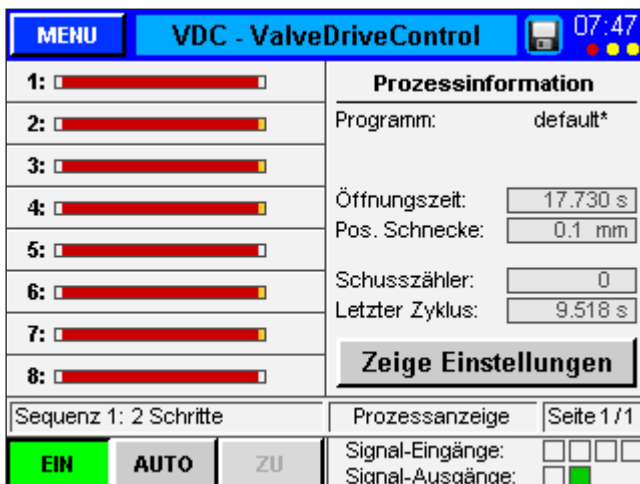 MENU
VDC - ValveDriveControl
07:47
1:
2:
3:
4:
5:
6:
7:
8:
Prozessinformation
Programm: default*
Öffnungszeit: 17.730 s
Pos. Schnecke: 0.1 mm
Schusszähler: 0
Letzter Zyklus: 9.518 s
Zeige Einstellungen
Sequenz 1: 2 Schritte
Prozessanzeige
Seite 1/1
EIN
AUTO
ZU
Signal-Eingänge:
Signal-Ausgänge: